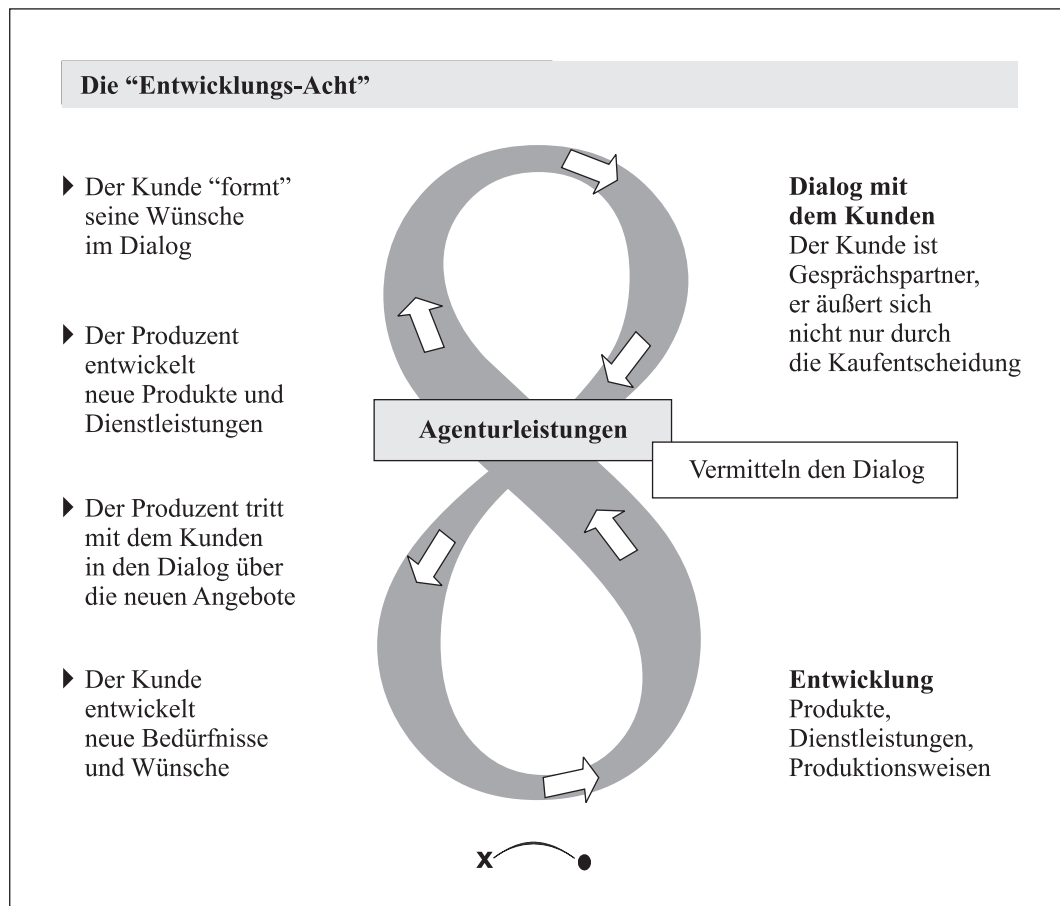 Die “Entwicklungs-Acht”
Der Kunde “formt”
seine Wünsche
im Dialog
Der Produzent
entwickelt
neue Produkte und
Dienstleistungen
Der Produzent tritt
mit dem Kunden
in den Dialog über
die neuen Angebote
Der Kunde
entwickelt
neue Bedürfnisse
und Wünsche
Agenturleistungen
Vermitteln den Dialog
Dialog mit
dem Kunden
Der Kunde ist
Gesprächspartner,
er äußert sich
nicht nur durch
die Kaufentscheidung
Entwicklung
Produkte,
Dienstleistungen,
Produktionsweisen
x